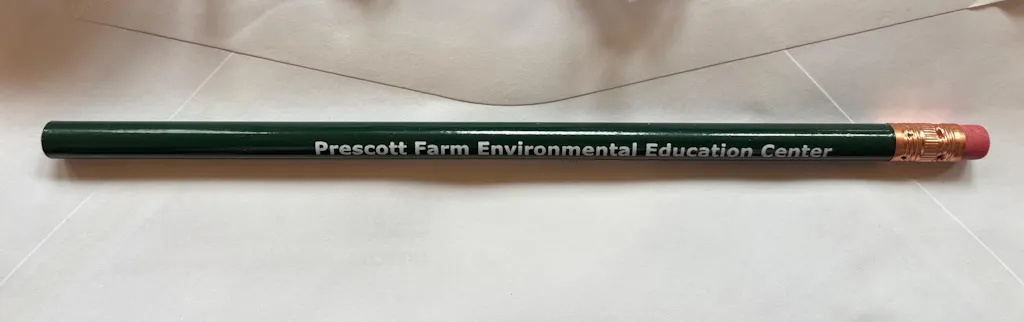 Prescott Farm Environmental Education Center